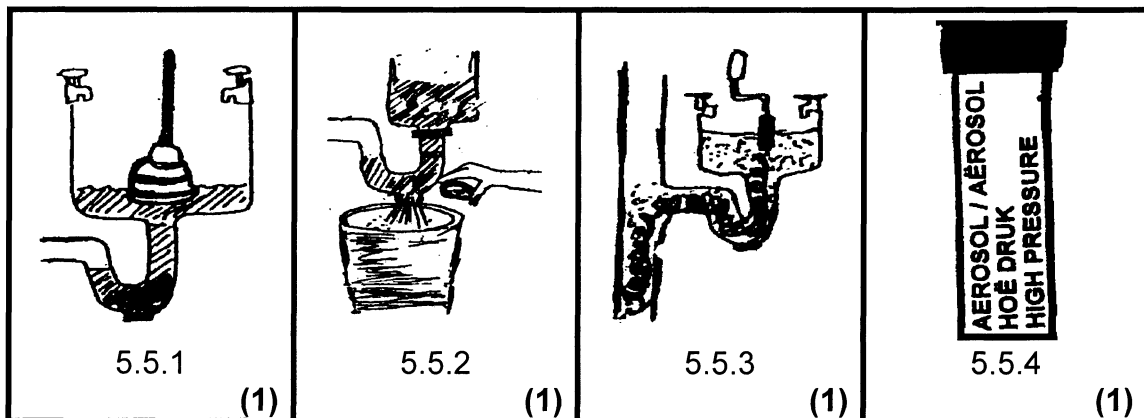 AEROSOL / AËROSOL
HOË DRUK
HIGH PRESSURE
5.5.1
5.5.2
5.5.3
5.5.4
(1)
(1)
(1)
(1)